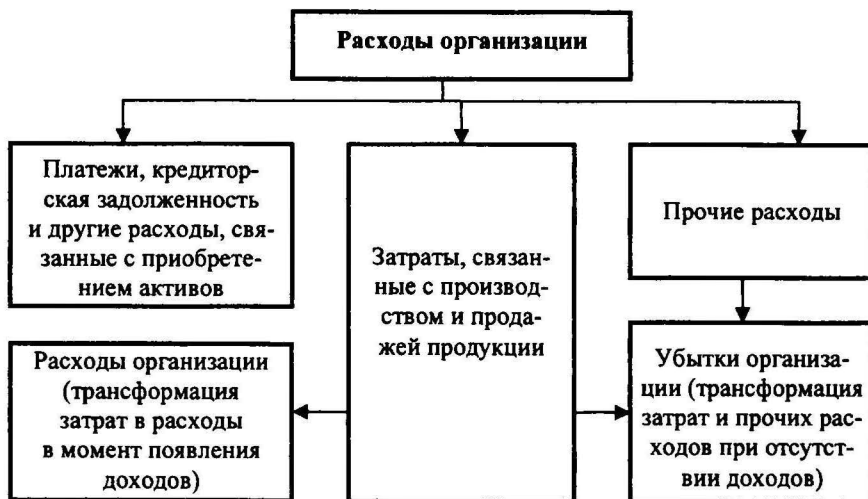 Расходы организации
Платежи, кредитор-
ская задолженность
и другие расходы, свя-
занные с приобрете-
нием активов
Затраты, связан-
ные с производ-
ством и прода-
жей продукции
Прочие расходы
Расходы организации
(трансформация
затрат в расходы
в момент появления
доходов)
Убытки организа-
ции (трансформация
затрат и прочих рас-
ходов при отсутст-
вии доходов)